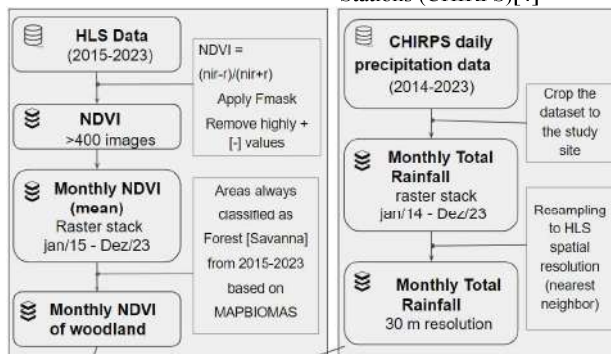 Stations (CHIRPS)[4]
HLS Data
(2015-2023)
NDVI =
(nir-r)/(nir+r)
Apply Fmask
Remove highly +
[-] values
NDVI
>400 images
Monthly NDVI
(mean)
Raster stack
jan/15 - Dez/23
Areas always
classified as
Forest [Savanna]
from 2015-2023
based on
MAPBIOMAS
Monthly NDVI
of woodland
CHIRPS daily
precipitation data
(2014-2023)
Crop the
dataset to
the study
site
Monthly Total
Rainfall
raster stack
jan/14 - Dez/23
Resampling
to HLS
spatial
resolution
(nearest
neighbor)
Monthly Total
Rainfall
30 m resolution